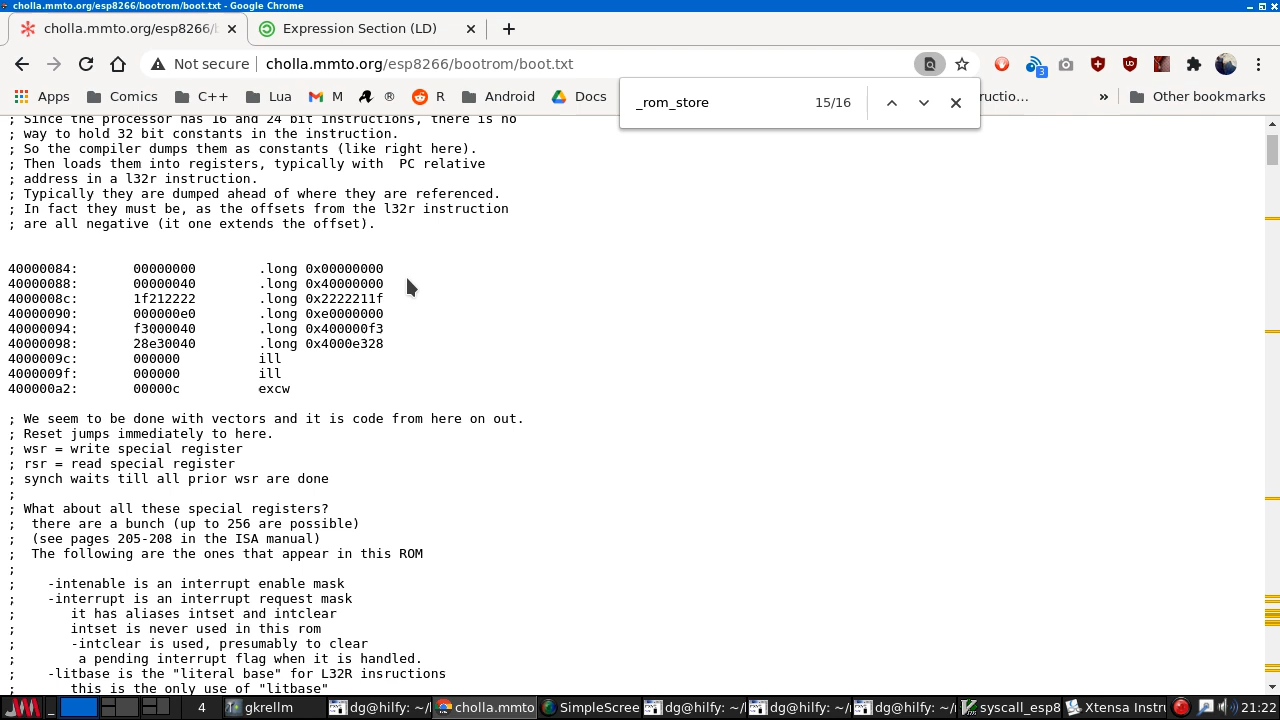 cholla.mmto.org/esp8266/bootrom/boot.txt - Google Chrome
cholla.mmto.org/esp8266/b
Expression Section (LD)
Not secure
cholla.mmto.org/esp8266/bootrom/boot.txt
3
Apps
Cars
C++
Lua
M
A
®
R
Android
Docs
ructio…
»
Other Bookmarks
_rom_store
15/16
; Since the processor has 16 and 24 bit instructions, there is no
; way to hold 32 bit constants in the instruction.
; So the compiler dumps them as constants (like right here).
; Then loads them into registers, typically with  PC relative
; address in a l32r instruction.
; Typically they are dumped ahead of where they are referenced.
; In fact they must be, as the offsets from the l32r instruction
; are all negative (it one extends the offset).
40000084: 00000000 .long 0x00000000
40000088: 00000040 .long 0x40000000
4000008c: 1f212222 .long 0x2222211f
40000090: 000000e0 .long 0xe0000000
40000094: f3000040 .long 0x400000f3
40000098: 28e30040 .long 0x4000e328
4000009c: 000000 ill
4000009f: 000000 ill
400000a2: 00000c excw
; We seem to be done with vectors and it is code from here on out.
; Reset jumps immediately to here.
; wsr = write special register
; rsr = read special register
; synch waits till all prior wsr are done
;
; What about all these special registers?
;  there are a bunch (up to 256 are possible)
;  (see pages 205-208 in the ISA manual)
;  The following are the ones that appear in this ROM
;
;    -intenable is an interrupt enable mask
;    -interrupt is an interrupt request mask
;       it has aliases intset and intclear
;       intset is never used in this rom
;       -intclear is used, presumably to clear
;        a pending interrupt flag when it is handled.
;    -litbase is the "literal base" for L32R insructions
;       this is the only use of "litbase"
_
4
gkrellm
dg@hilfy: ~/
cholla.mmto
SimpleScree
dg@hilfy: ~/
dg@hilfy: ~/
dg@hilfy: ~/
syscall_esp8
Xtensa Instr
21:22